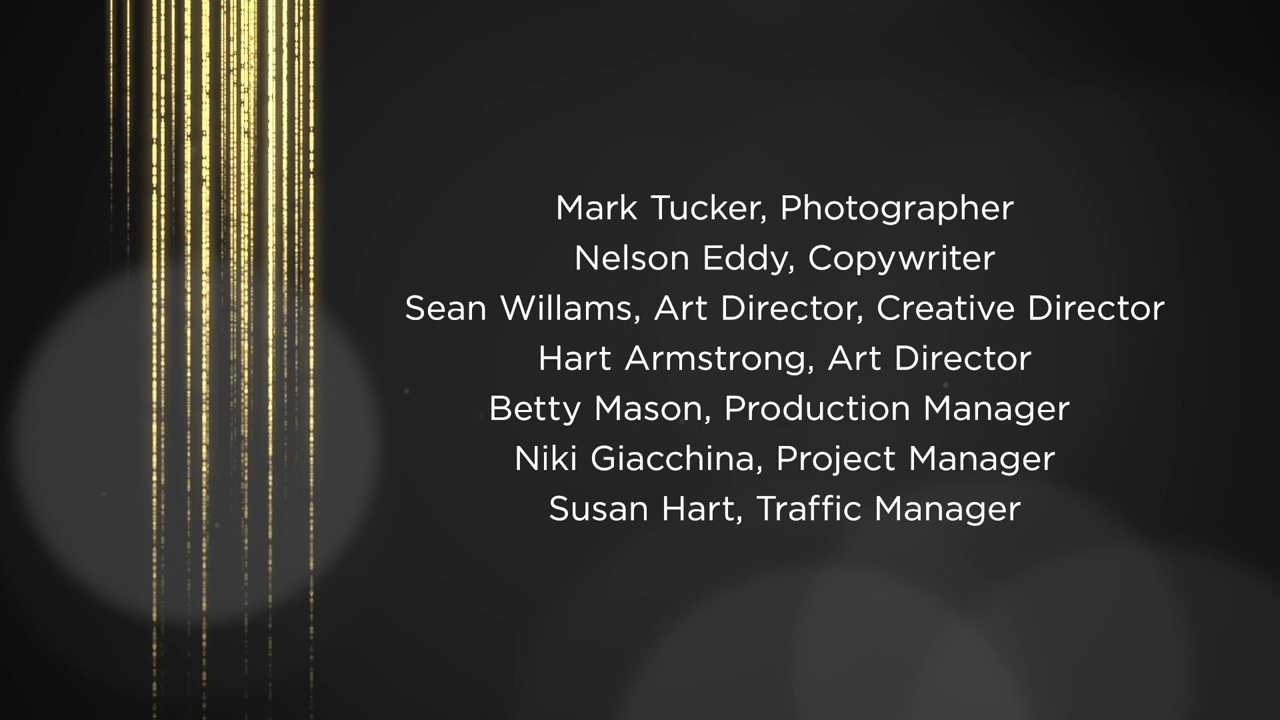 Mark Tucker, Photographer
Nelson Eddy, Copywriter
Sean Willams, Art Director, Creative Director
Hart Armstrong, Art Director
Betty Mason, Production Manager
Niki Giacchina, Project Manager
Susan Hart, Traffic Manager